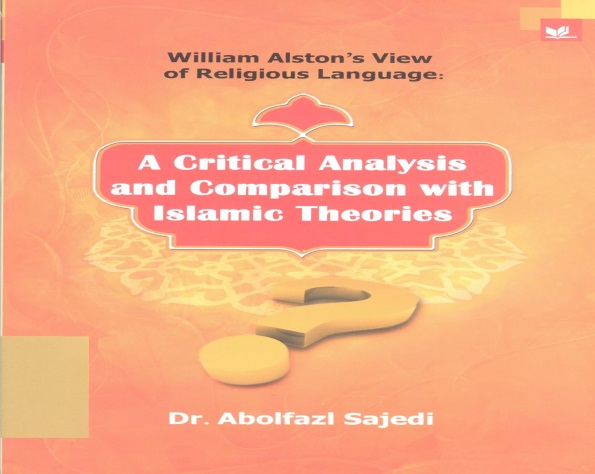 William Alston's View
of Religious Language:
A Critical Analysis
and Comparison with
Islamic Theories
Dr. Abolfazl Sajedi